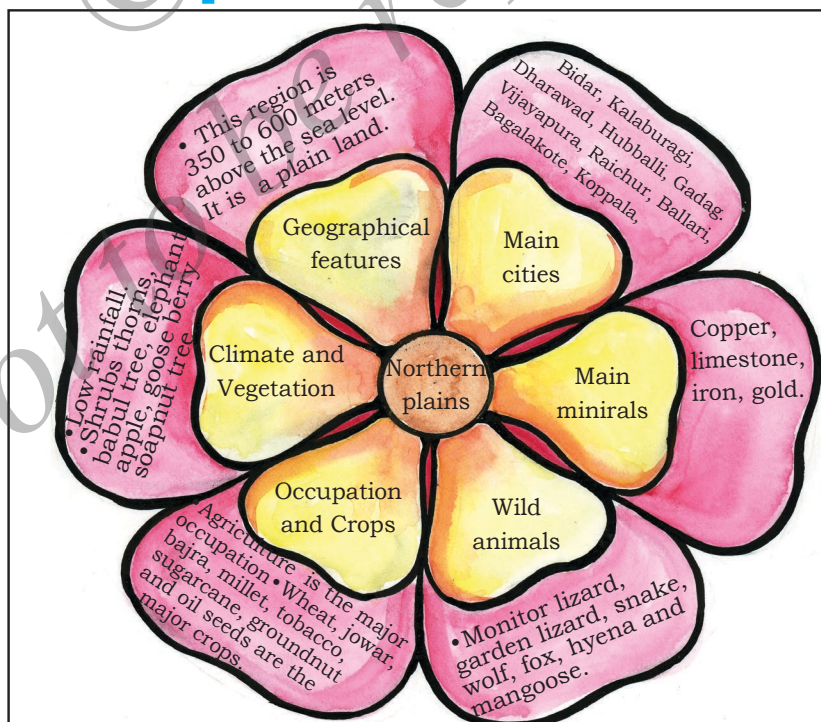 Northern
plains
Geographical
features
• This region is
350 to 600 meters
above the sea level.
It is a plain land.
Main
cities
Bidar, Kalaburagi,
Dharawad, Hubballi, Gadag.
Vijayapura, Raichur, Ballari,
Bagalakote, Koppala,
Main
minirals
Copper,
limestone,
iron, gold.
Wild
animals
• Monitor lizard,
garden lizard, snake,
wolf, fox, hyena and
mangoose.
Occupation
and Crops
Agriculture is the major
occupation • Wheat, jowar,
bajra, millet, tobacco,
sugarcane, groundnut
and oil seeds are the
major crops.
Climate and
Vegetation
• Low rainfall,
• Shrubs thorns,
babul tree, elephant
apple, goose berry
soapnut tree